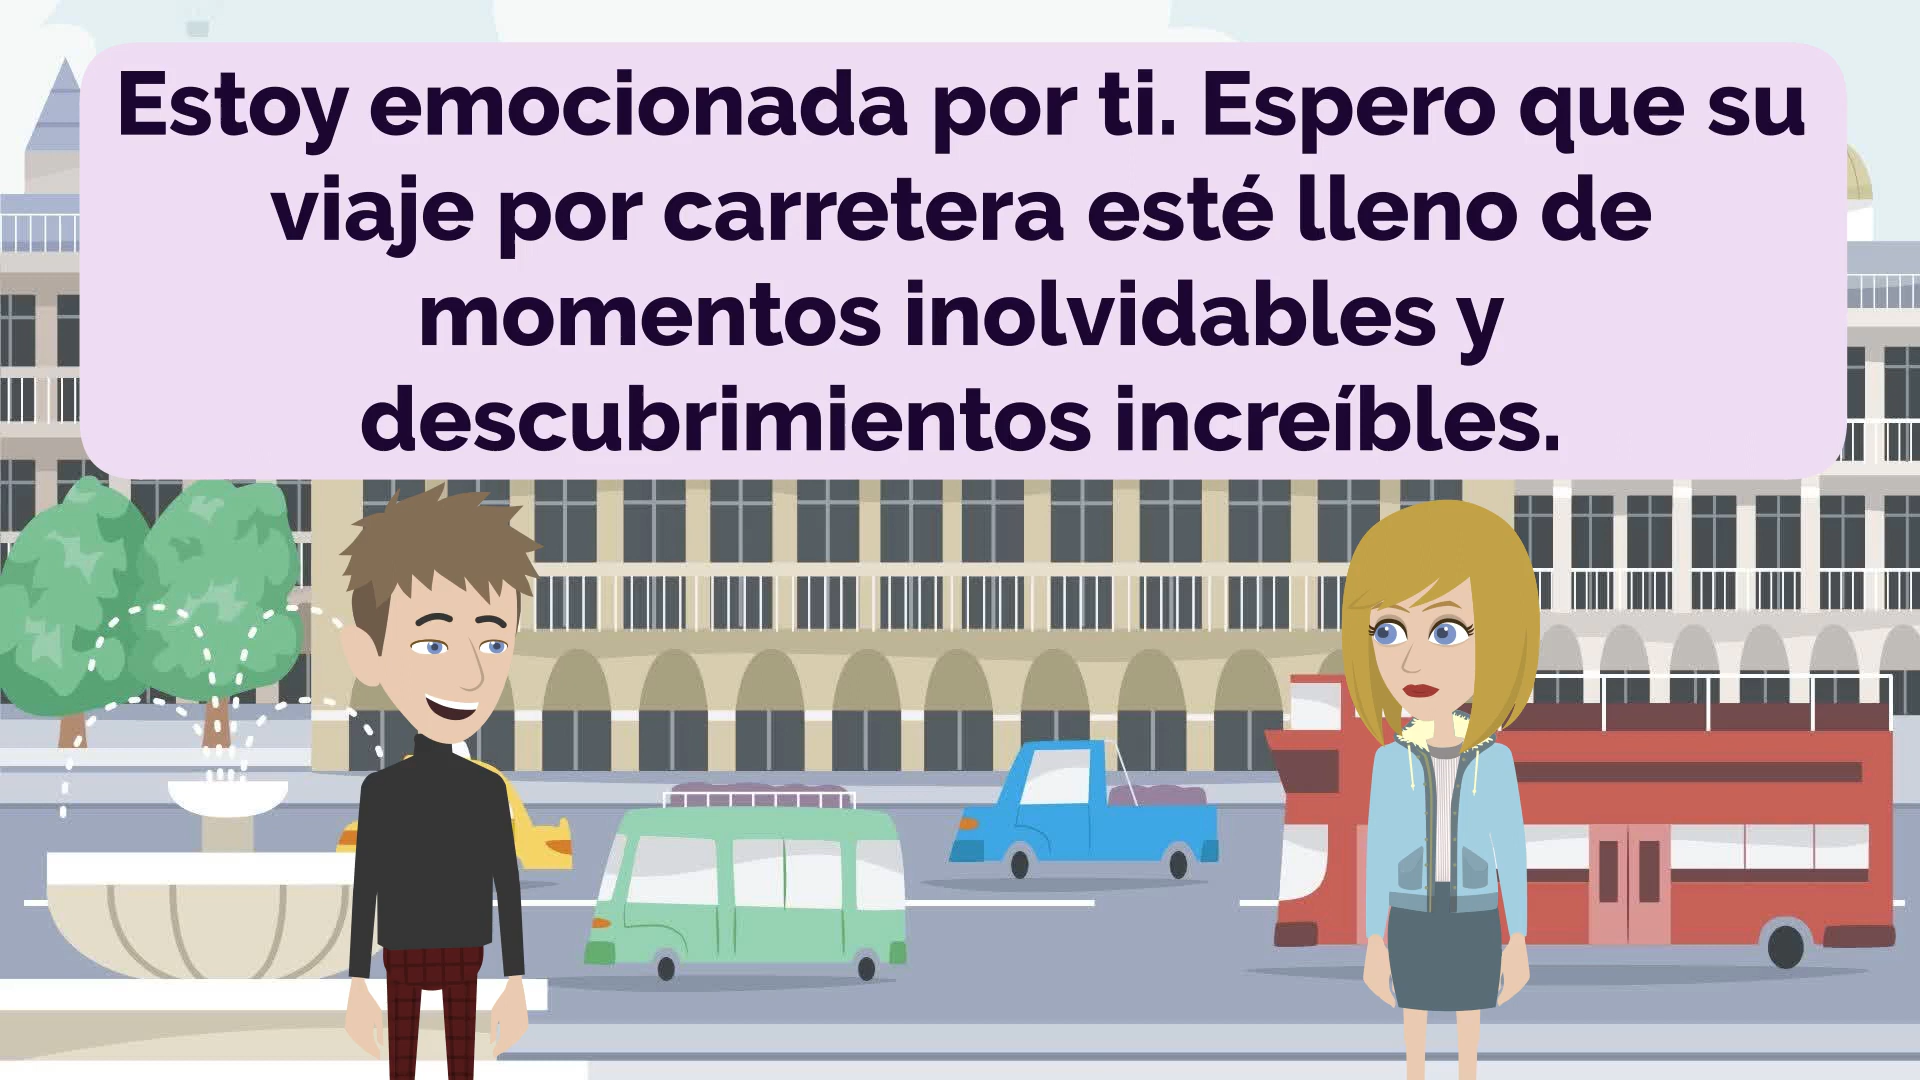 Estoy emocionada por ti. Espero que su
viaje por carretera esté lleno de
momentos inolvidables y
descubrimientos increíbles.